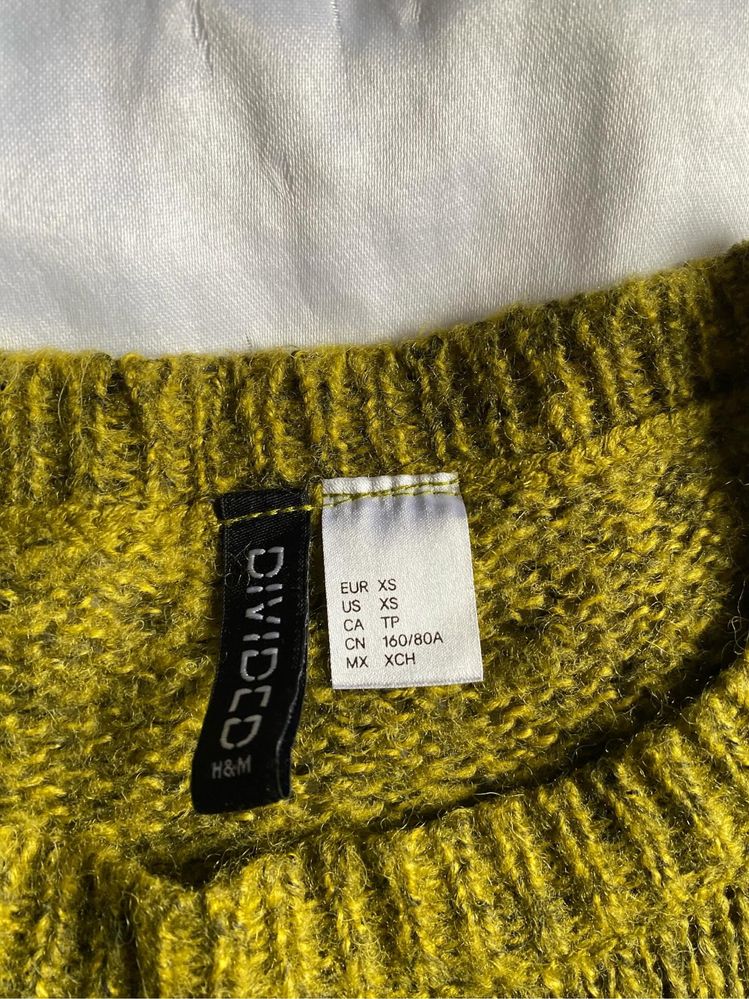 DIVIDED
H&M
EUR XS
US XS
CA TP
CN 160/80A
MX XCH